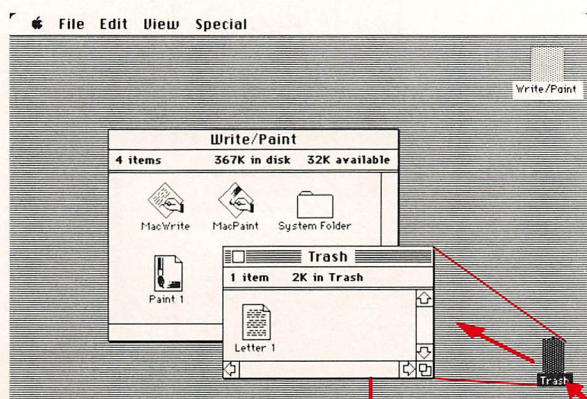 File Edit View Special
Write/Paint
Write/Paint
4 items 367K in disk 32K available
MacWrite MacPaint System Folder
Trash
1 item 2K in Trash
Paint 1
Letter 1
Trash